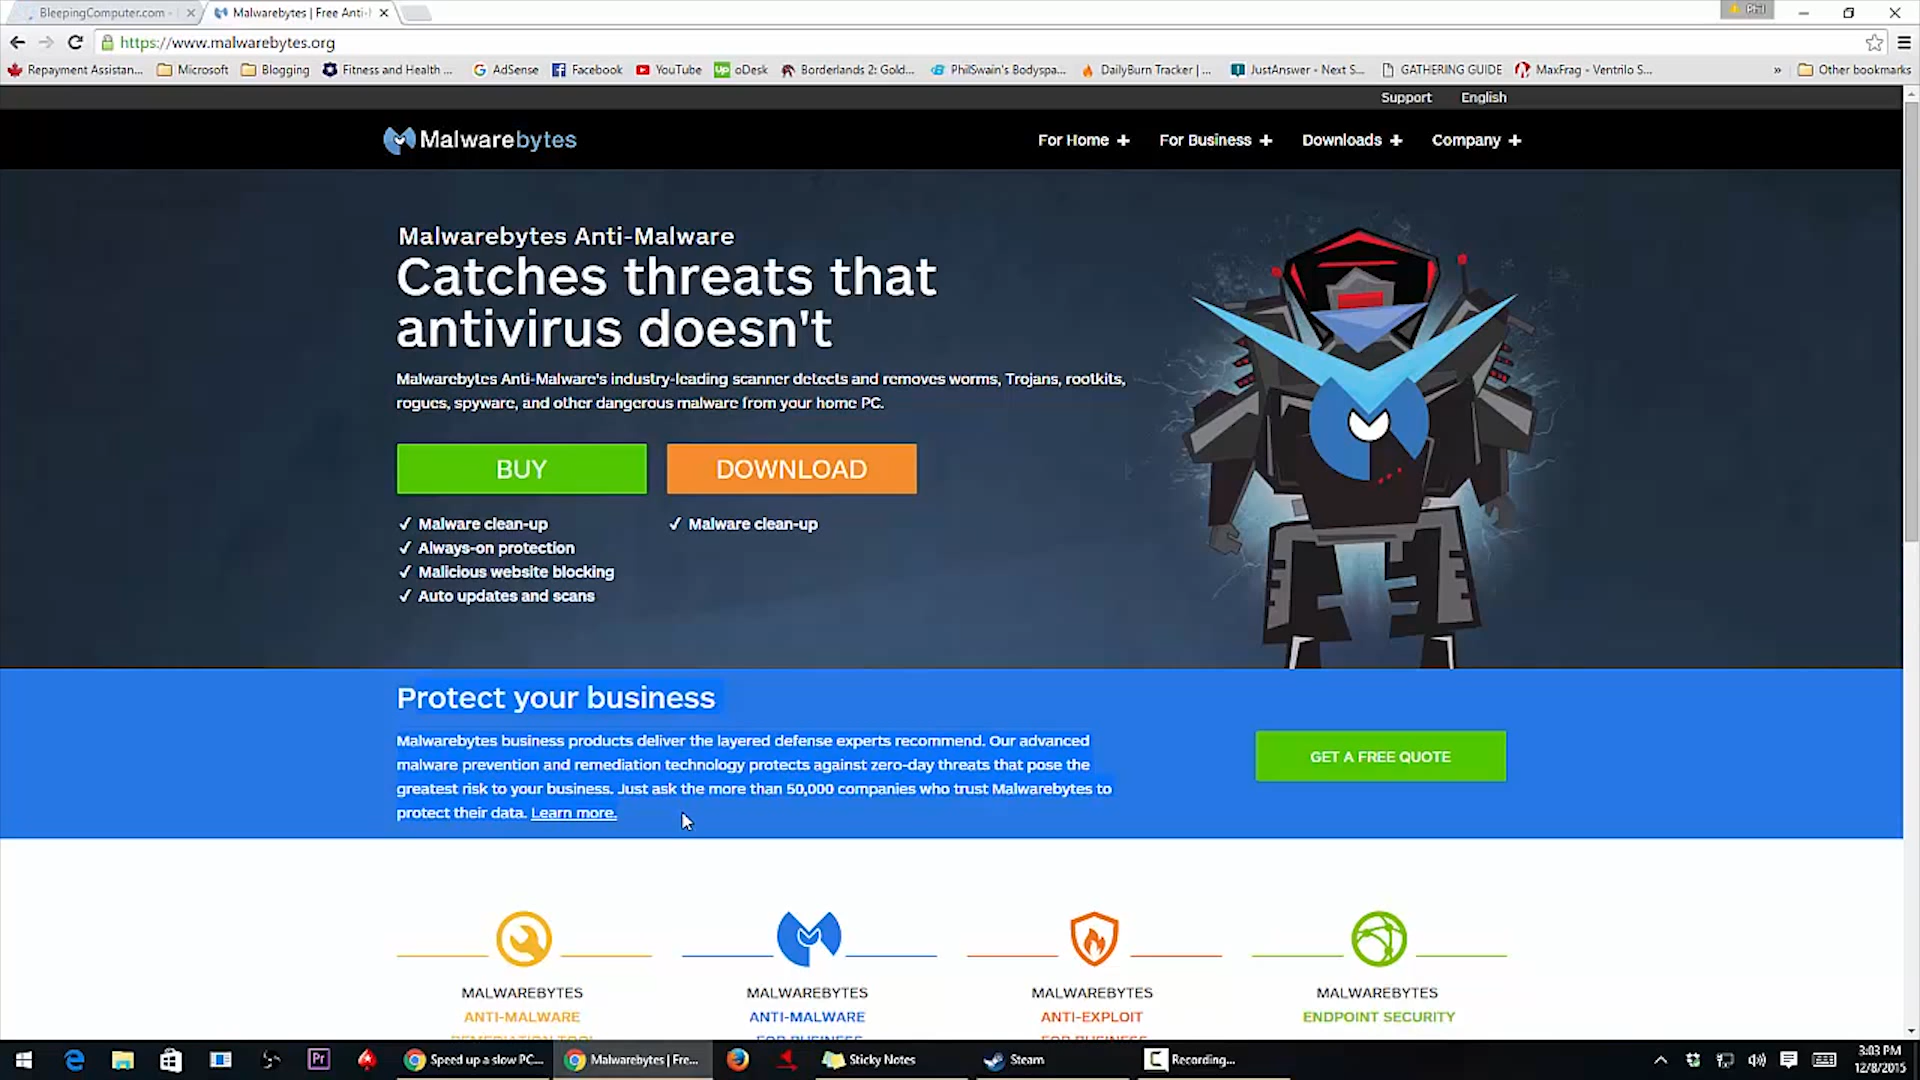 BleepingComputer.com -
Malwarebytes | Free Anti-
Phil
https://www.malwarebytes.org
Repayment Assistan...
Microsoft
Blogging
Fitness and Health ...
AdSense
Facebook
YouTube
oDesk
Borderlands 2: Gold...
PhilSwain's Bodyspa...
DailyBurn Tracker | ...
JustAnswer - Next S...
GATHERING GUIDE
MaxFrag - Ventrilo S...
»
Other bookmarks
Support
English
Malwarebytes
For Home +
For Business +
Downloads +
Company +
Malwarebytes Anti-Malware
Catches threats that
antivirus doesn't
Malwarebytes Anti-Malware's industry-leading scanner detects and removes worms, Trojans, rootkits,
rogues, spyware, and other dangerous malware from your home PC.
BUY
DOWNLOAD
✓ Malware clean-up
✓ Always-on protection
✓ Malicious website blocking
✓ Auto updates and scans
✓ Malware clean-up
Protect your business
Malwarebytes business products deliver the layered defense experts recommend. Our advanced
malware prevention and remediation technology protects against zero-day threats that pose the
greatest risk to your business. Just ask the more than 50,000 companies who trust Malwarebytes to
protect their data. Learn more.
GET A FREE QUOTE
MALWAREBYTES
ANTI-MALWARE
REMEDIATION TOOL
MALWAREBYTES
ANTI-MALWARE
FOR BUSINESS
MALWAREBYTES
ANTI-EXPLOIT
FOR BUSINESS
MALWAREBYTES
ENDPOINT SECURITY
Pr
Speed up a slow PC...
Malwarebytes | Fre...
Sticky Notes
Steam
Recording...
3:03 PM
12/8/2015